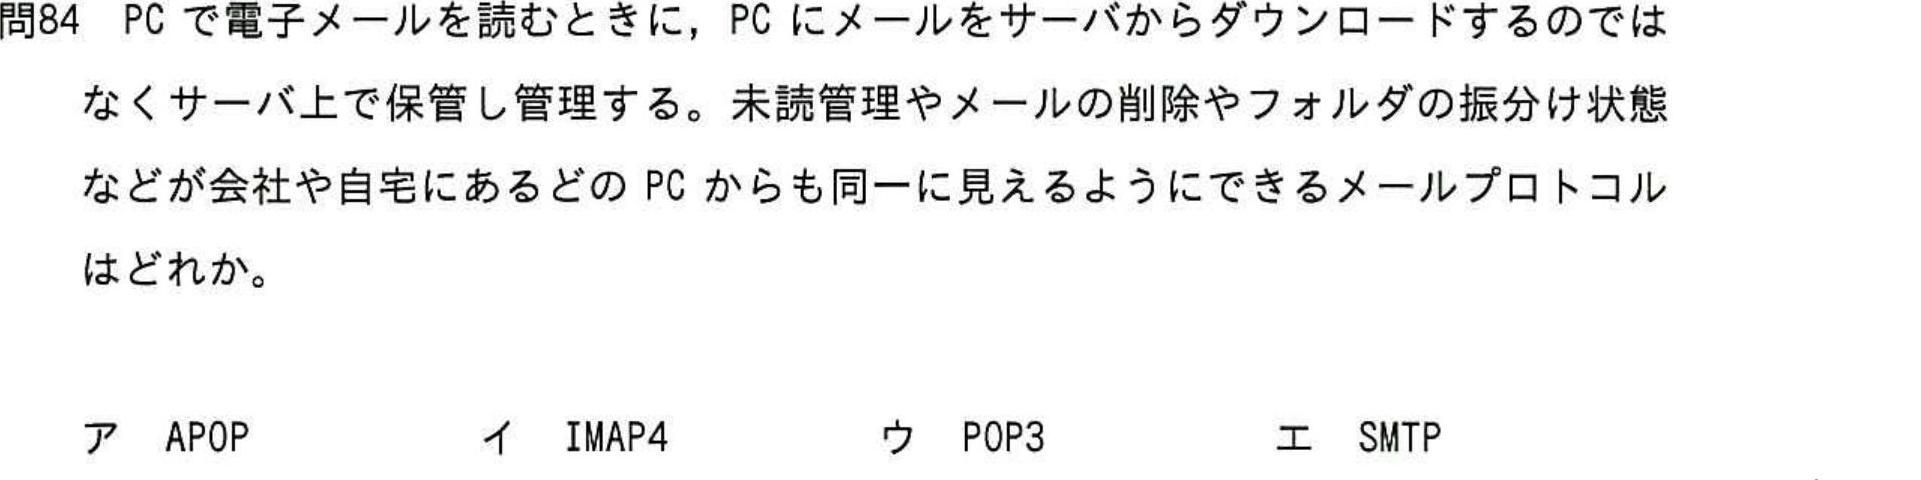 問84 PC で電子メールを読むときに，PC にメールをサーバからダウンロードするのでは
なくサーバ上で保管し管理する。未読管理やメールの削除やフォルダの振分け状態
などが会社や自宅にあるどの PC からも同一に見えるようにできるメールプロトコル
はどれか。
ア APOP イ IMAP4 ウ POP3 エ SMTP